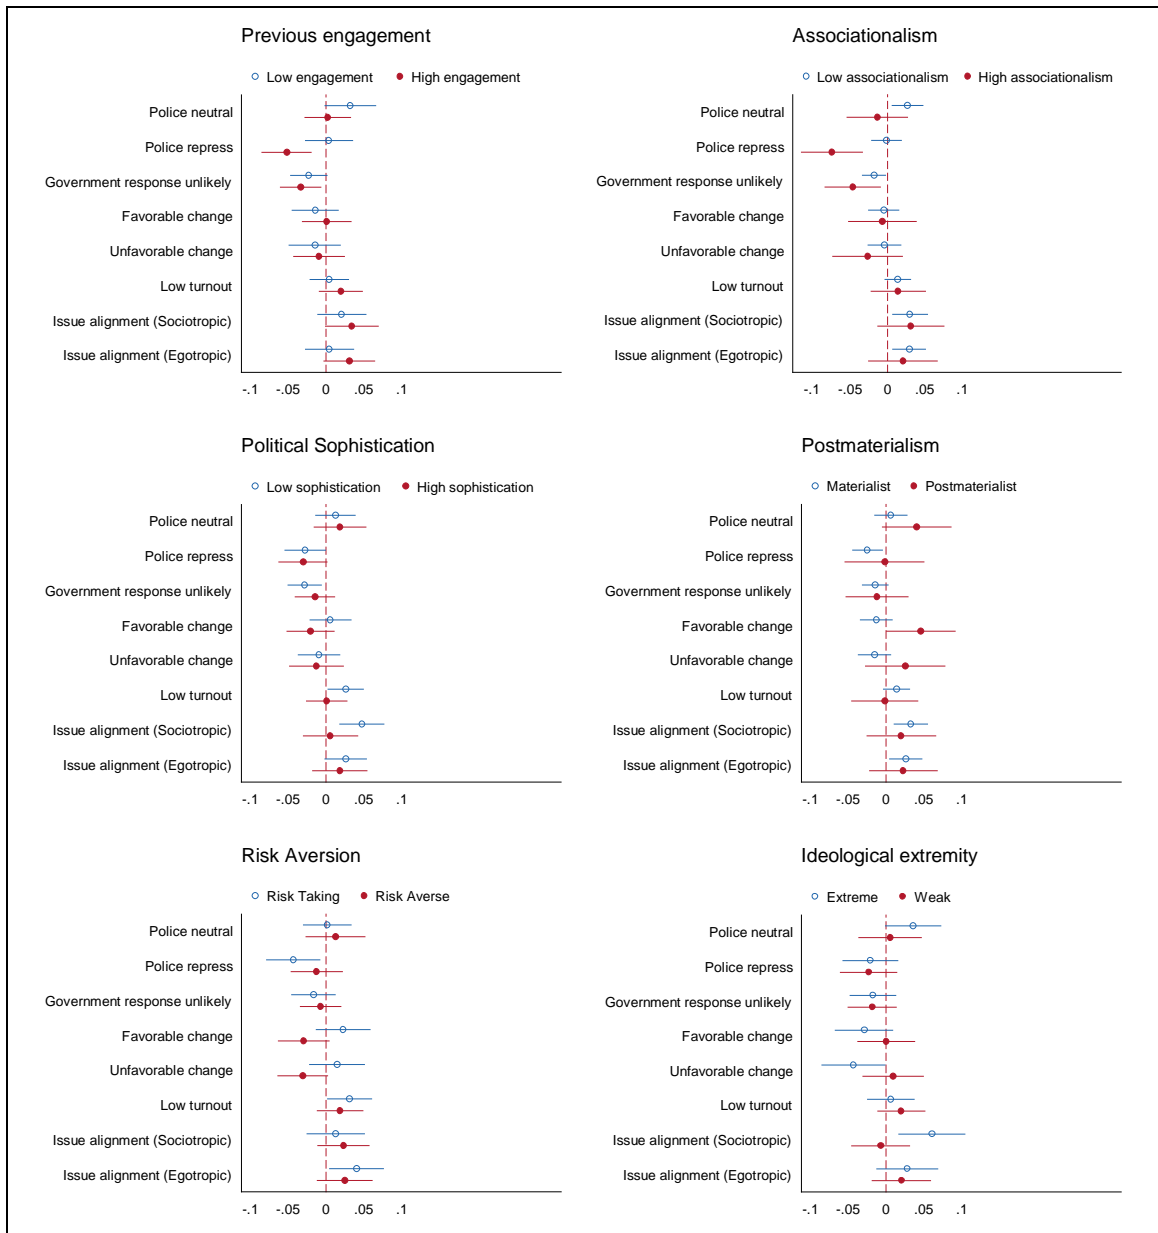 Previous engagement
Low engagement High engagement
Police neutral
Police repress
Government response unlikely
Favorable change
Unfavorable change
Low turnout
Issue alignment (Sociotropic)
Issue alignment (Egotropic)
-.1 -.05 0 .05 .1
Associationalism
Low associationalism High associationalism
Police neutral
Police repress
Government response unlikely
Favorable change
Unfavorable change
Low turnout
Issue alignment (Sociotropic)
Issue alignment (Egotropic)
-.1 -.05 0 .05 .1
Political Sophistication
Low sophistication High sophistication
Police neutral
Police repress
Government response unlikely
Favorable change
Unfavorable change
Low turnout
Issue alignment (Sociotropic)
Issue alignment (Egotropic)
-.1 -.05 0 .05 .1
Postmaterialism
Materialist Postmaterialist
Police neutral
Police repress
Government response unlikely
Favorable change
Unfavorable change
Low turnout
Issue alignment (Sociotropic)
Issue alignment (Egotropic)
-.1 -.05 0 .05 .1
Risk Aversion
Risk Taking Risk Averse
Police neutral
Police repress
Government response unlikely
Favorable change
Unfavorable change
Low turnout
Issue alignment (Sociotropic)
Issue alignment (Egotropic)
-.1 -.05 0 .05 .1
Ideological extremity
Extreme Weak
Police neutral
Police repress
Government response unlikely
Favorable change
Unfavorable change
Low turnout
Issue alignment (Sociotropic)
Issue alignment (Egotropic)
-.1 -.05 0 .05 .1